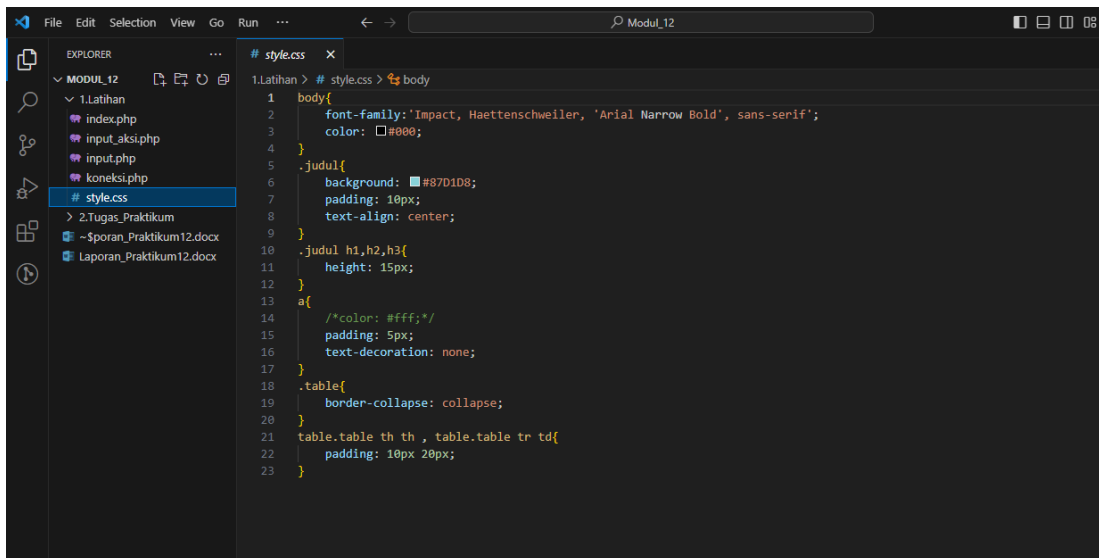 File Edit Selection View Go Run ··· Modul_12
EXPLORER ···
MODUL_12
1.Latihan
index.php
input_aksi.php
input.php
koneksi.php
# style.css
2.Tugas_Praktikum
~$poran_Praktikum12.docx
Laporan_Praktikum12.docx
# style.css ×
1.Latihan > # style.css > body
1 body{
2 font-family:'Impact, Haettenschweiler, 'Arial Narrow Bold', sans-serif';
3 color: #000;
4 }
5 .judul{
6 background: #87D1D8;
7 padding: 10px;
8 text-align: center;
9 }
10 .judul h1,h2,h3{
11 height: 15px;
12 }
13 a{
14 /*color: #fff;*/
15 padding: 5px;
16 text-decoration: none;
17 }
18 .table{
19 border-collapse: collapse;
20 }
21 table.table th th , table.table tr td{
22 padding: 10px 20px;
23 }